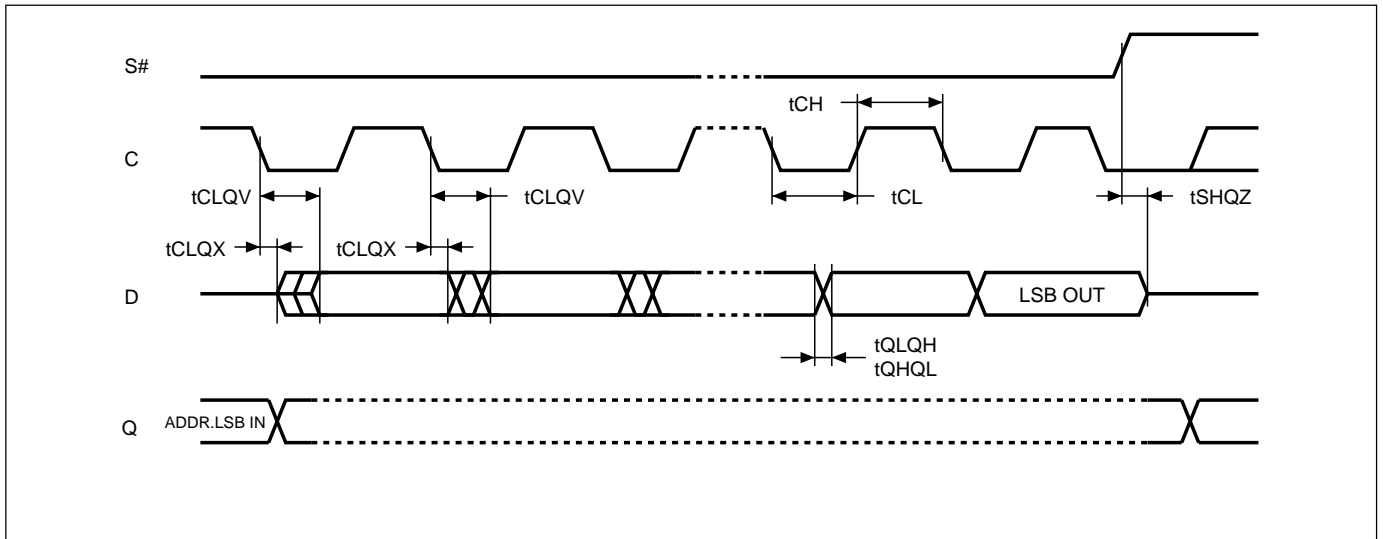 S#
tCH
C
tCLQV
tCLQV
tCL
tSHQZ
tCLQX
tCLQX
D
LSB OUT
tQLQH
tQHQL
Q
ADDR.LSB IN